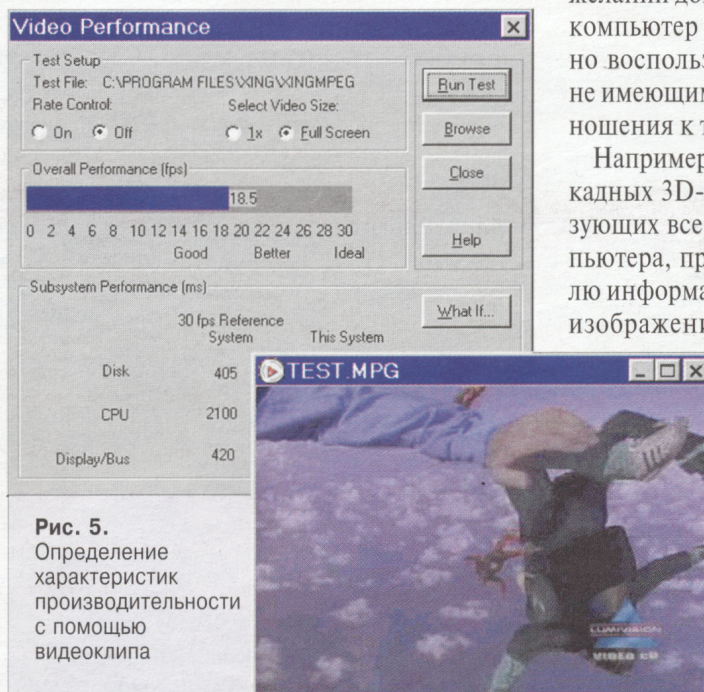 Video Performance
Test Setup
Test File: C:\PROGRAM FILES\XING\XINGMPEG
Rate Control: Select Video Size:
On Off 1x Full Screen
Overall Performance (fps)
18.5
0 2 4 6 8 10 12 14 16 18 20 22 24 26 28 30
Good Better Ideal
Subsystem Performance (ms)
30 fps Reference
System This System
Disk 405
CPU 2100
Display/Bus 420
Run Test
Browse
Close
Help
What If...
TEST.MPG
LUMIVISION
VIDEO CD
Рис. 5.
Определение
характеристик
производительности
с помощью
видеоклипа
компьютер
но воспольз
не имеющим
ношения к т
Например
кадных 3D-
зующих все
пьютера, пр
лю информа
изображени